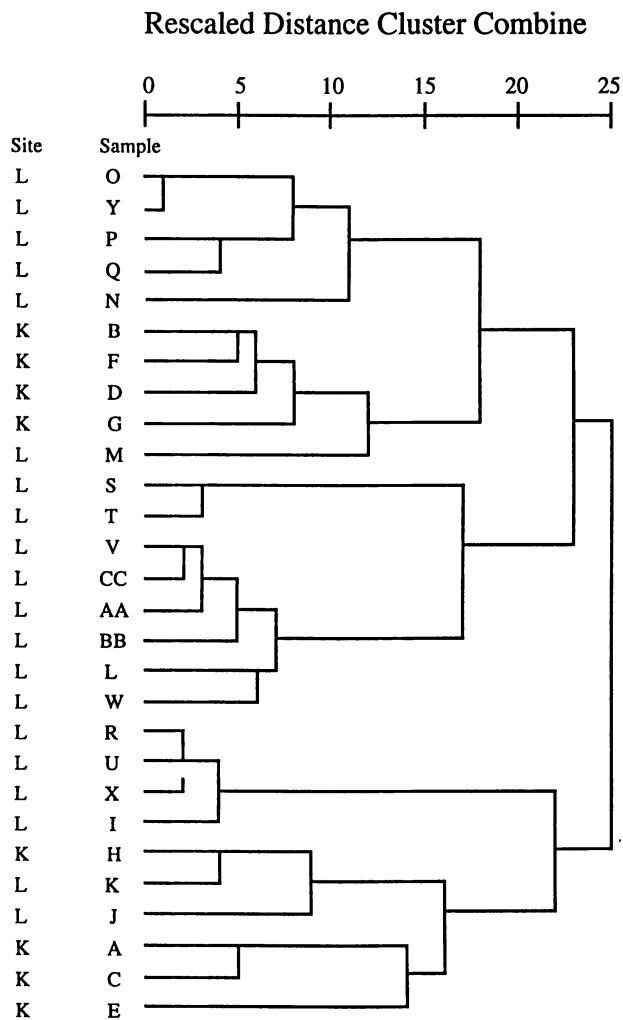 Rescaled Distance Cluster Combine
0 5 10 15 20 25
Site Sample
L O
L Y
L P
L Q
L N
K B
K F
K D
K G
L M
L S
L T
L V
L CC
L AA
L BB
L L
L W
L R
L U
L X
L I
K H
L K
L J
K A
K C
K E